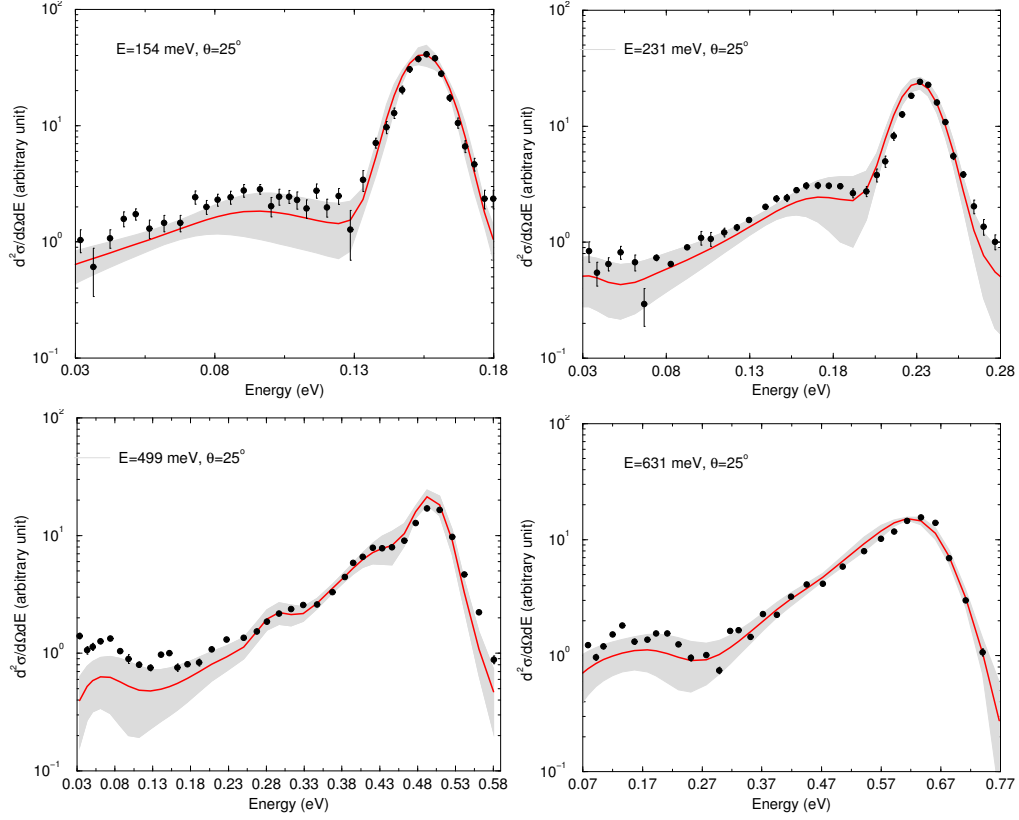 10²
10¹
10⁰
10⁻¹
d²σ/dΩdE (arbitrary unit)
E=154 meV, θ=25°
0.03 0.08 0.13 0.18
Energy (eV)
10²
10¹
10⁰
10⁻¹
d²σ/dΩdE (arbitrary unit)
E=231 meV, θ=25°
0.03 0.08 0.13 0.18 0.23 0.28
Energy (eV)
10²
10¹
10⁰
10⁻¹
d²σ/dΩdE (arbitrary unit)
E=499 meV, θ=25°
0.03 0.08 0.13 0.18 0.23 0.28 0.33 0.38 0.43 0.48 0.53 0.58
Energy (eV)
10²
10¹
10⁰
10⁻¹
d²σ/dΩdE (arbitrary unit)
E=631 meV, θ=25°
0.07 0.17 0.27 0.37 0.47 0.57 0.67 0.77
Energy (eV)